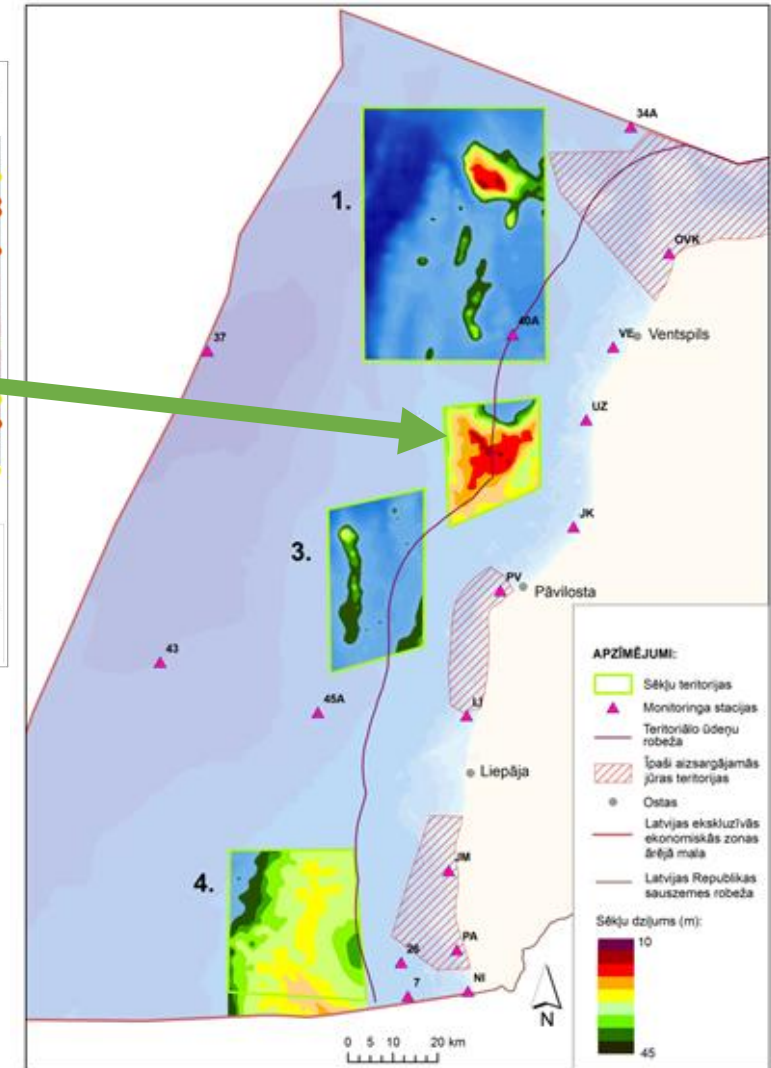 34A
1.
OVK
40A
VE
Ventspils
37
UZ
JK
3.
PV
Pāvilosta
43
45A
LI
Liepāja
4.
JM
PA
26
7
NI
N
0 5 10 20 km
APZĪMĒJUMI:
Sēkļu teritorijas
Monitoringa stacijas
Teritoriālo ūdeņu
robeža
Īpaši aizsargājamās
jūras teritorijas
Ostas
Latvijas ekskluzīvās
ekonomiskās zonas
ārējā mala
Latvijas Republikas
sauszemes robeža
Sēkļu dziļums (m):
10
45